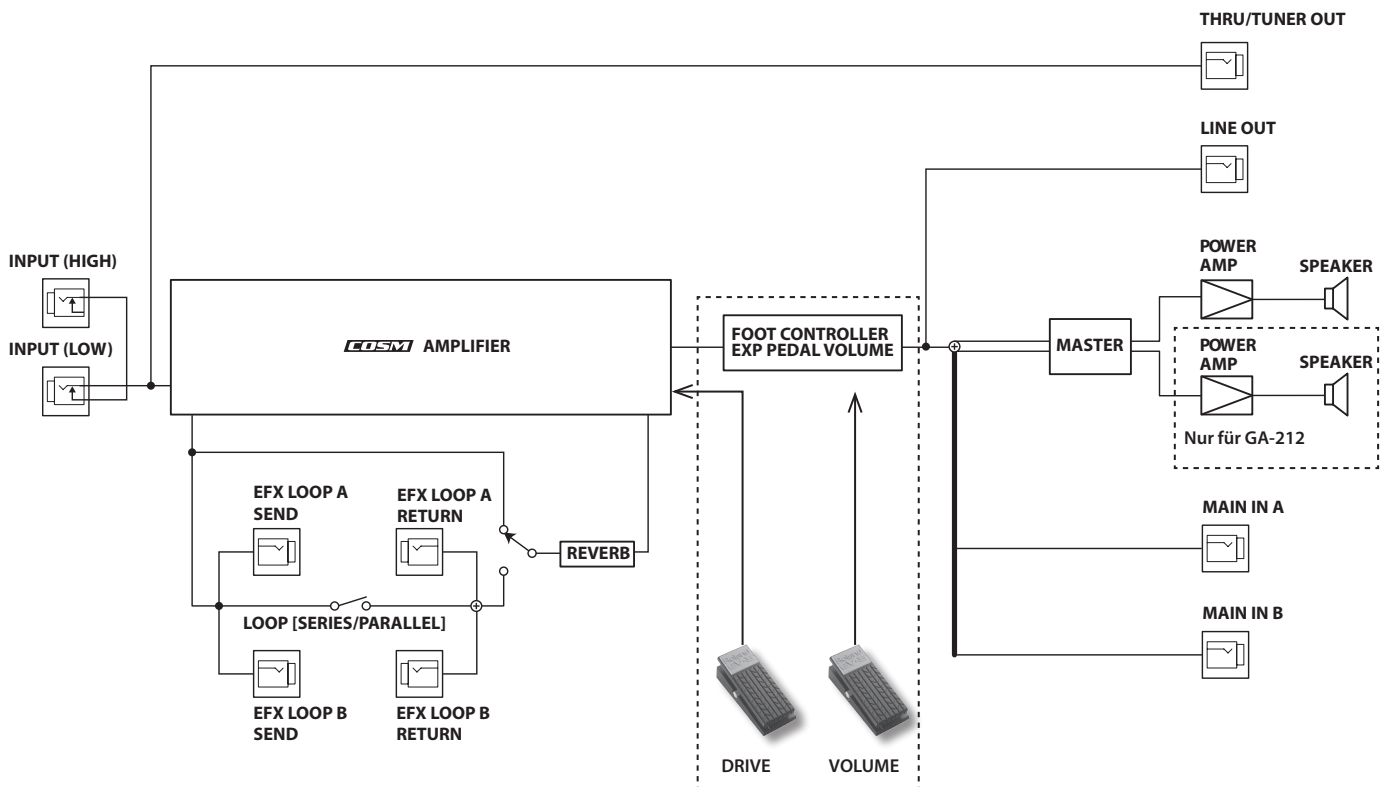 THRU/TUNER OUT
LINE OUT
INPUT (HIGH)
INPUT (LOW)
COSM AMPLIFIER
FOOT CONTROLLER
EXP PEDAL VOLUME
MASTER
POWER
AMP
SPEAKER
POWER
AMP
SPEAKER
Nur für GA-212
EFX LOOP A
SEND
EFX LOOP A
RETURN
REVERB
LOOP [SERIES/PARALLEL]
EFX LOOP B
SEND
EFX LOOP B
RETURN
MAIN IN A
MAIN IN B
DRIVE
VOLUME